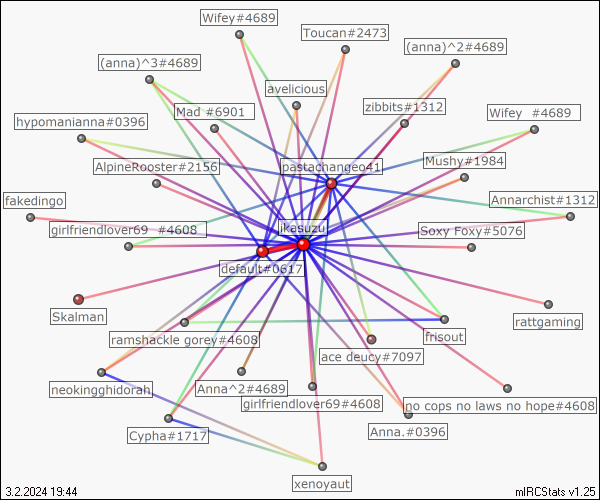 Wifey#4689
Toucan#2473
(anna)^2#4689
(anna)^3#4689
avelicious
zibbits#1312
Mad #6901
Wifey #4689
hypomanianna#0396
pastachangeo41
Mushy#1984
AlpineRooster#2156
Annarchist#1312
fakedingo
girlfriendlover69 #4608
ikesuzu
Soxy Foxy#5076
default#0617
Skalman
rattgaming
ramshackle gorey#4608
frisout
ace deucy#7097
neokingghidorah
Anna^2#4689
girlfriendlover69#4608
no cops no laws no hope#4608
Cypha#1717
Anna.#0396
xenoyaut
3.2.2024 19:44
mIRCStats v1.25